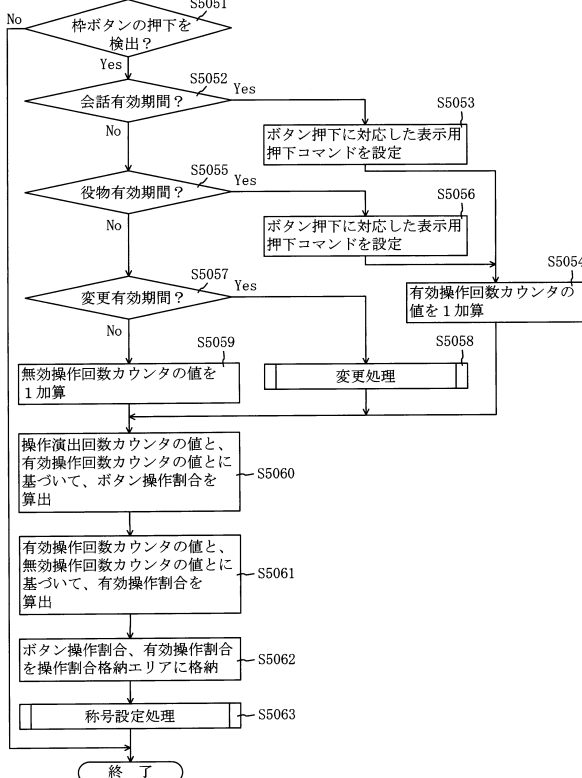 S5051
No
枠ボタンの押下を
検出？
Yes
S5052
会話有効期間？
Yes
No
S5053
ボタン押下に対応した表示用
押下コマンドを設定
S5055
役物有効期間？
Yes
No
S5056
ボタン押下に対応した表示用
押下コマンドを設定
S5057
変更有効期間？
Yes
No
S5054
有効操作回数カウンタの
値を１加算
S5059
無効操作回数カウンタの値を
１加算
S5058
変更処理
操作演出回数カウンタの値と、
有効操作回数カウンタの値とに
基づいて、ボタン操作割合を
算出
S5060
有効操作回数カウンタの値と、
無効操作回数カウンタの値とに
基づいて、有効操作割合を
算出
S5061
ボタン操作割合、有効操作割合
を操作割合格納エリアに格納
S5062
称号設定処理
S5063
終　了